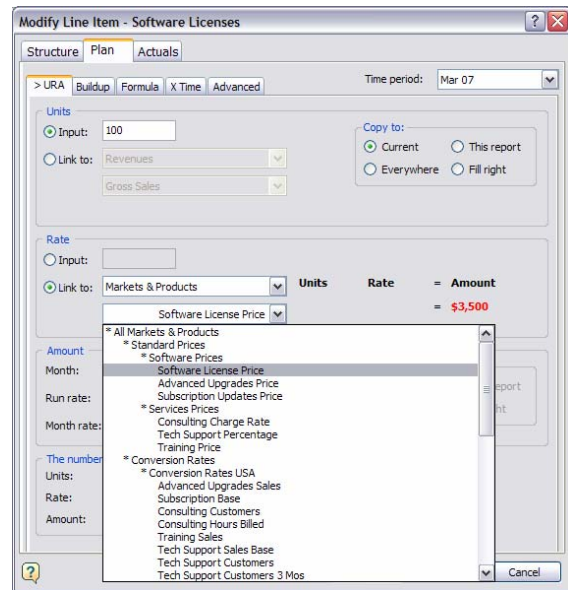 Modify Line Item - Software Licenses
Structure Plan Actuals
> URA Buildup Formula X Time Advanced
Time period: Mar 07
Units
Input: 100
Link to: Revenues
Gross Sales
Copy to:
Current This report
Everywhere Fill right
Rate
Input:
Link to: Markets & Products
Software License Price
Units Rate = Amount
= $3,500
* All Markets & Products
* Standard Prices
* Software Prices
Software License Price
Advanced Upgrades Price
Subscription Updates Price
* Services Prices
Consulting Charge Rate
Tech Support Percentage
Training Price
* Conversion Rates
* Conversion Rates USA
Advanced Upgrades Sales
Subscription Base
Consulting Customers
Consulting Hours Billed
Training Sales
Tech Support Sales Base
Tech Support Customers
Tech Support Customers 3 Mos
Amount
Month:
Run rate:
Month rate:
eport
ht
The number
Units:
Rate:
Amount:
? Cancel